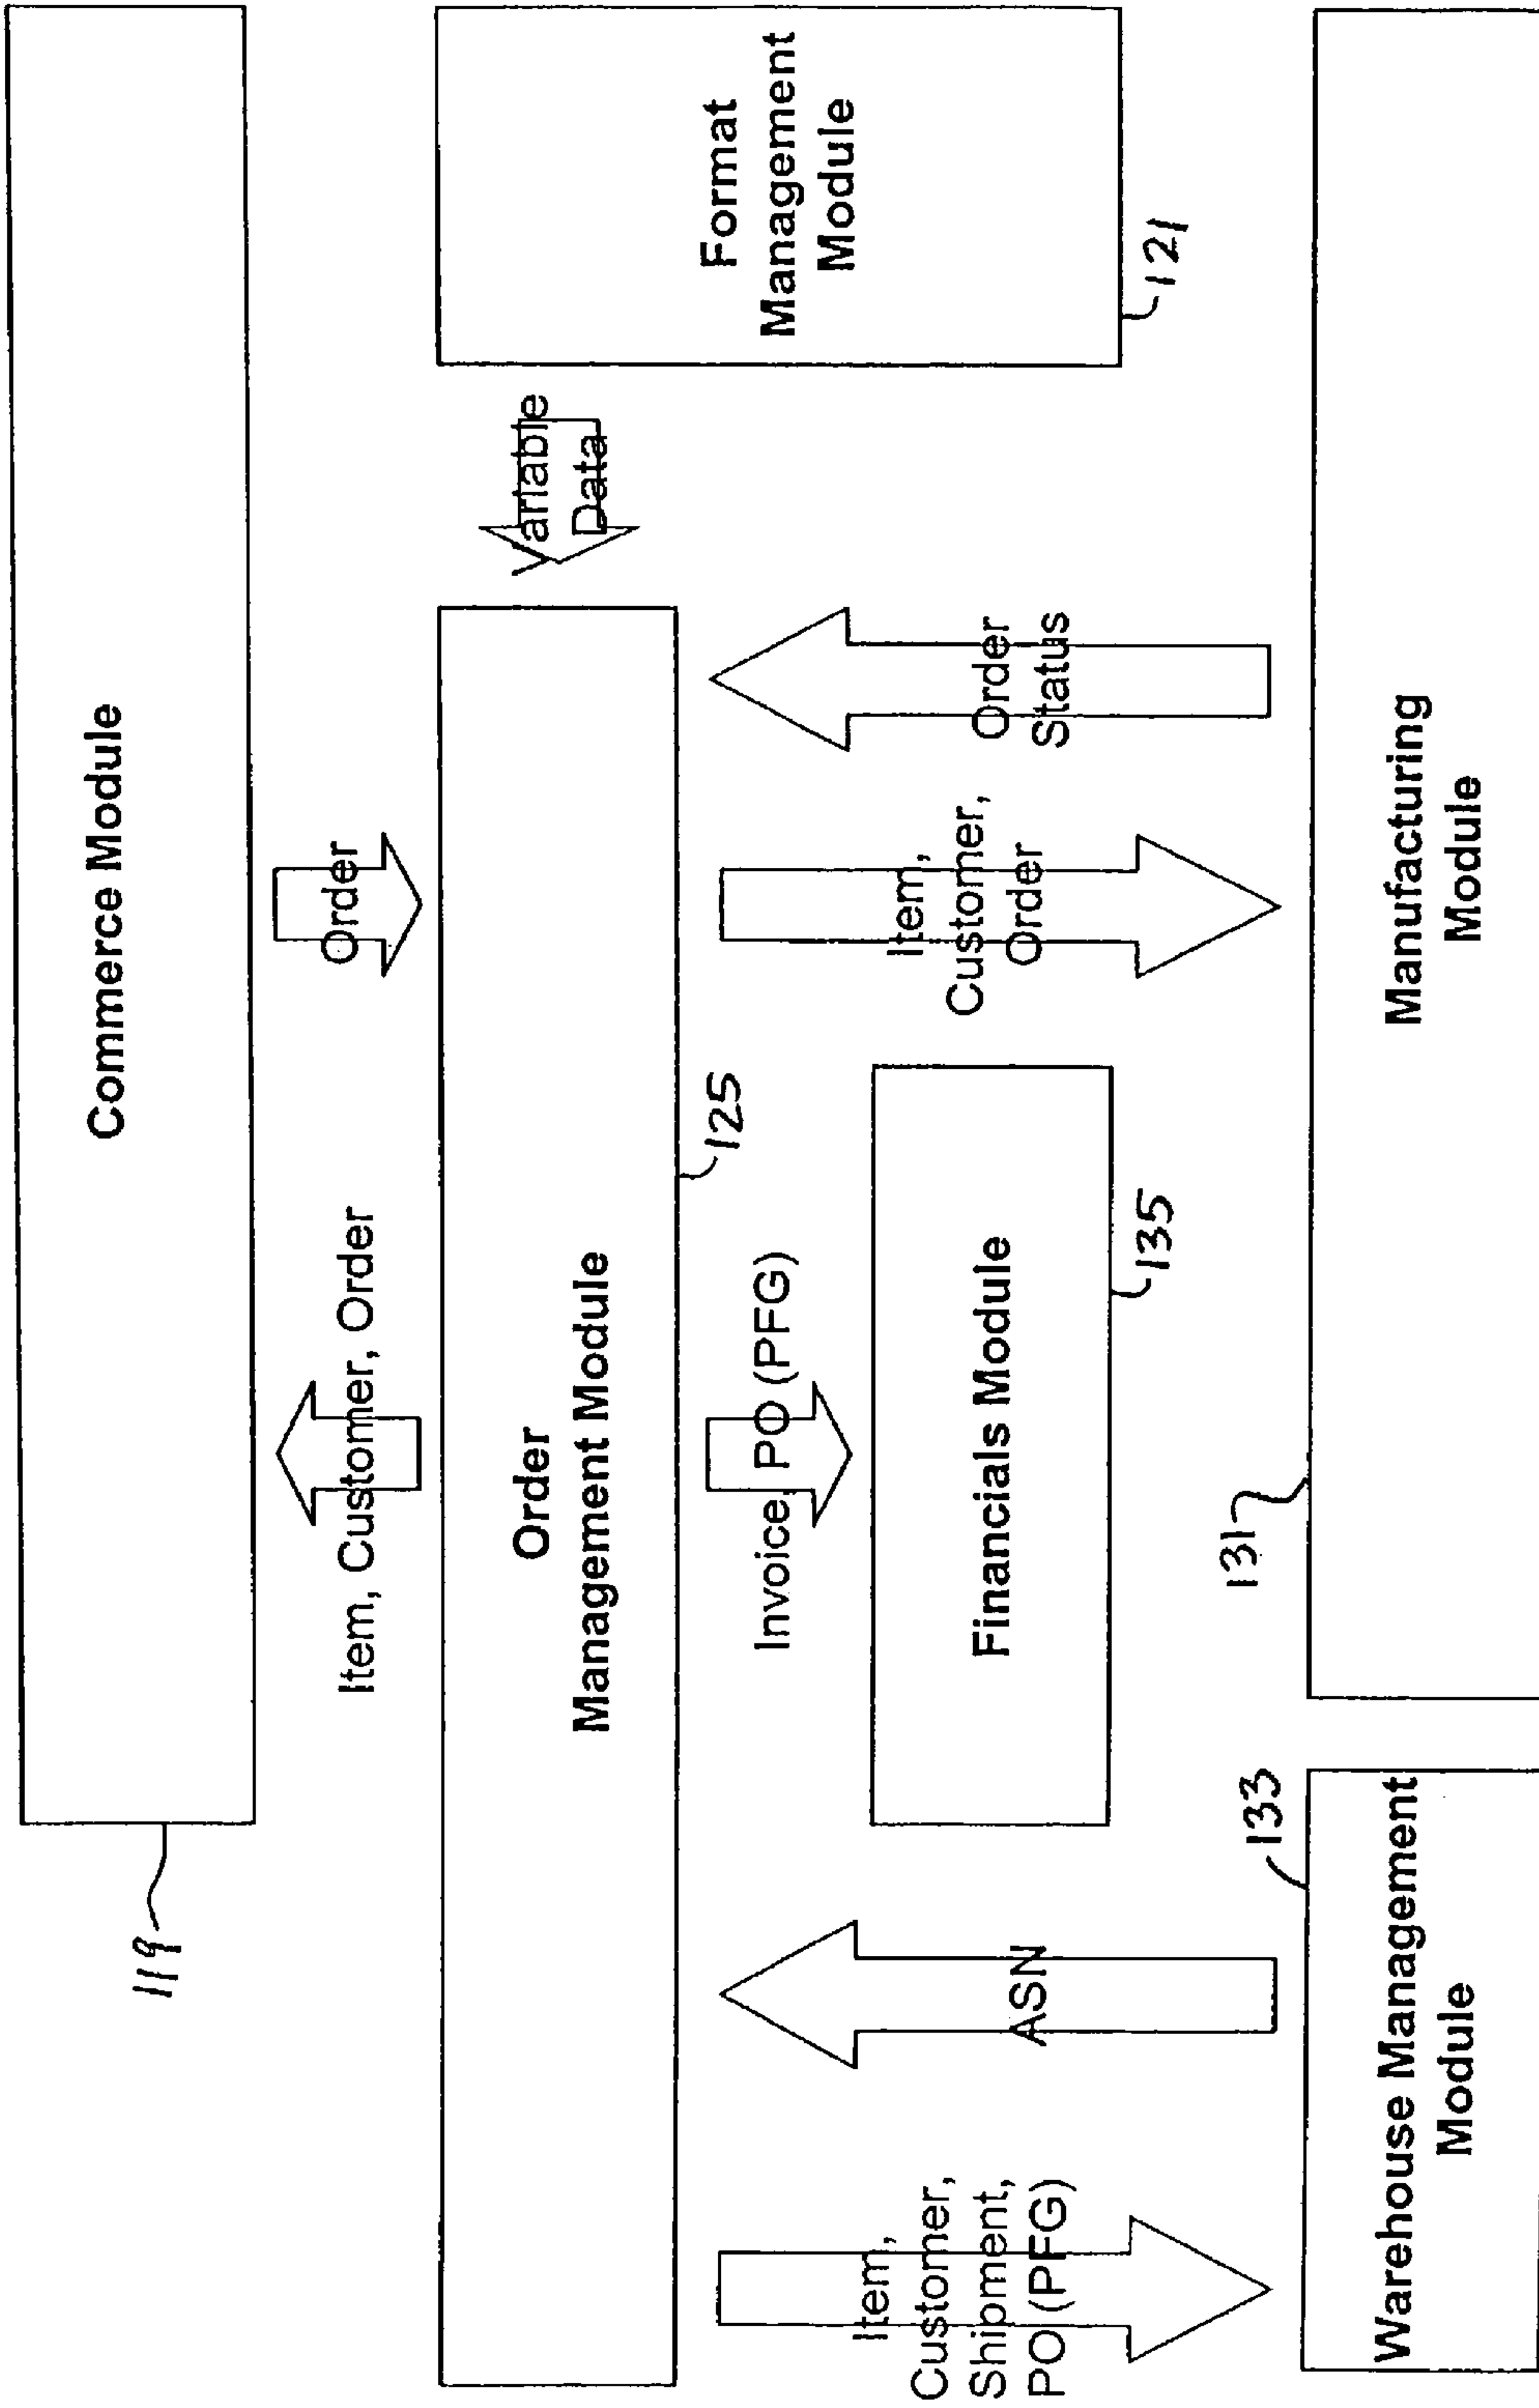 Commerce Module
119
Item, Customer, Order
Order
Order
Management Module
125
Variable
Data
Format
Management
Module
121
Item,
Customer,
Shipment,
PO (PFG)
ASN
Invoice, PO (PFG)
Financials Module
135
Item,
Customer,
Order
Order
Status
133
Warehouse Management
Module
131
Manufacturing
Module